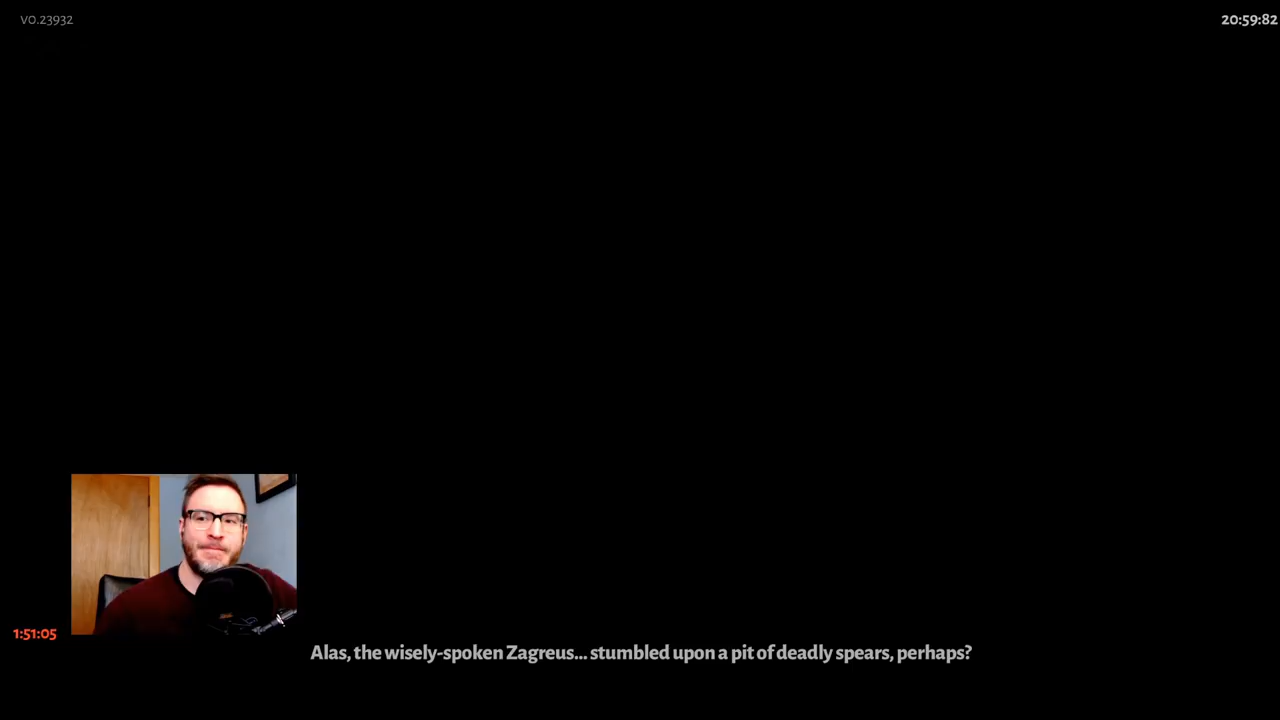 v0.23932
20:59:82
1:51:05
Alas, the wisely-spoken Zagreus... stumbled upon a pit of deadly spears, perhaps?